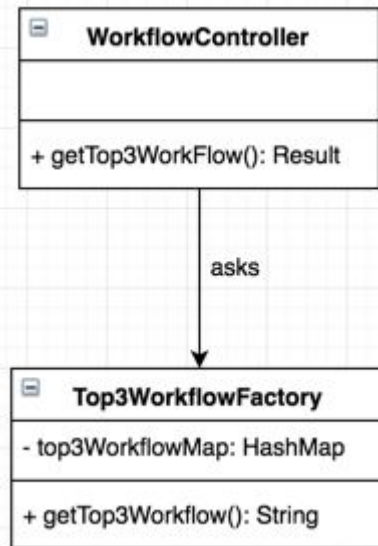 WorkflowController
+ getTop3WorkFlow(): Result
asks
Top3WorkflowFactory
- top3WorkflowMap: HashMap
+ getTop3Workflow(): String